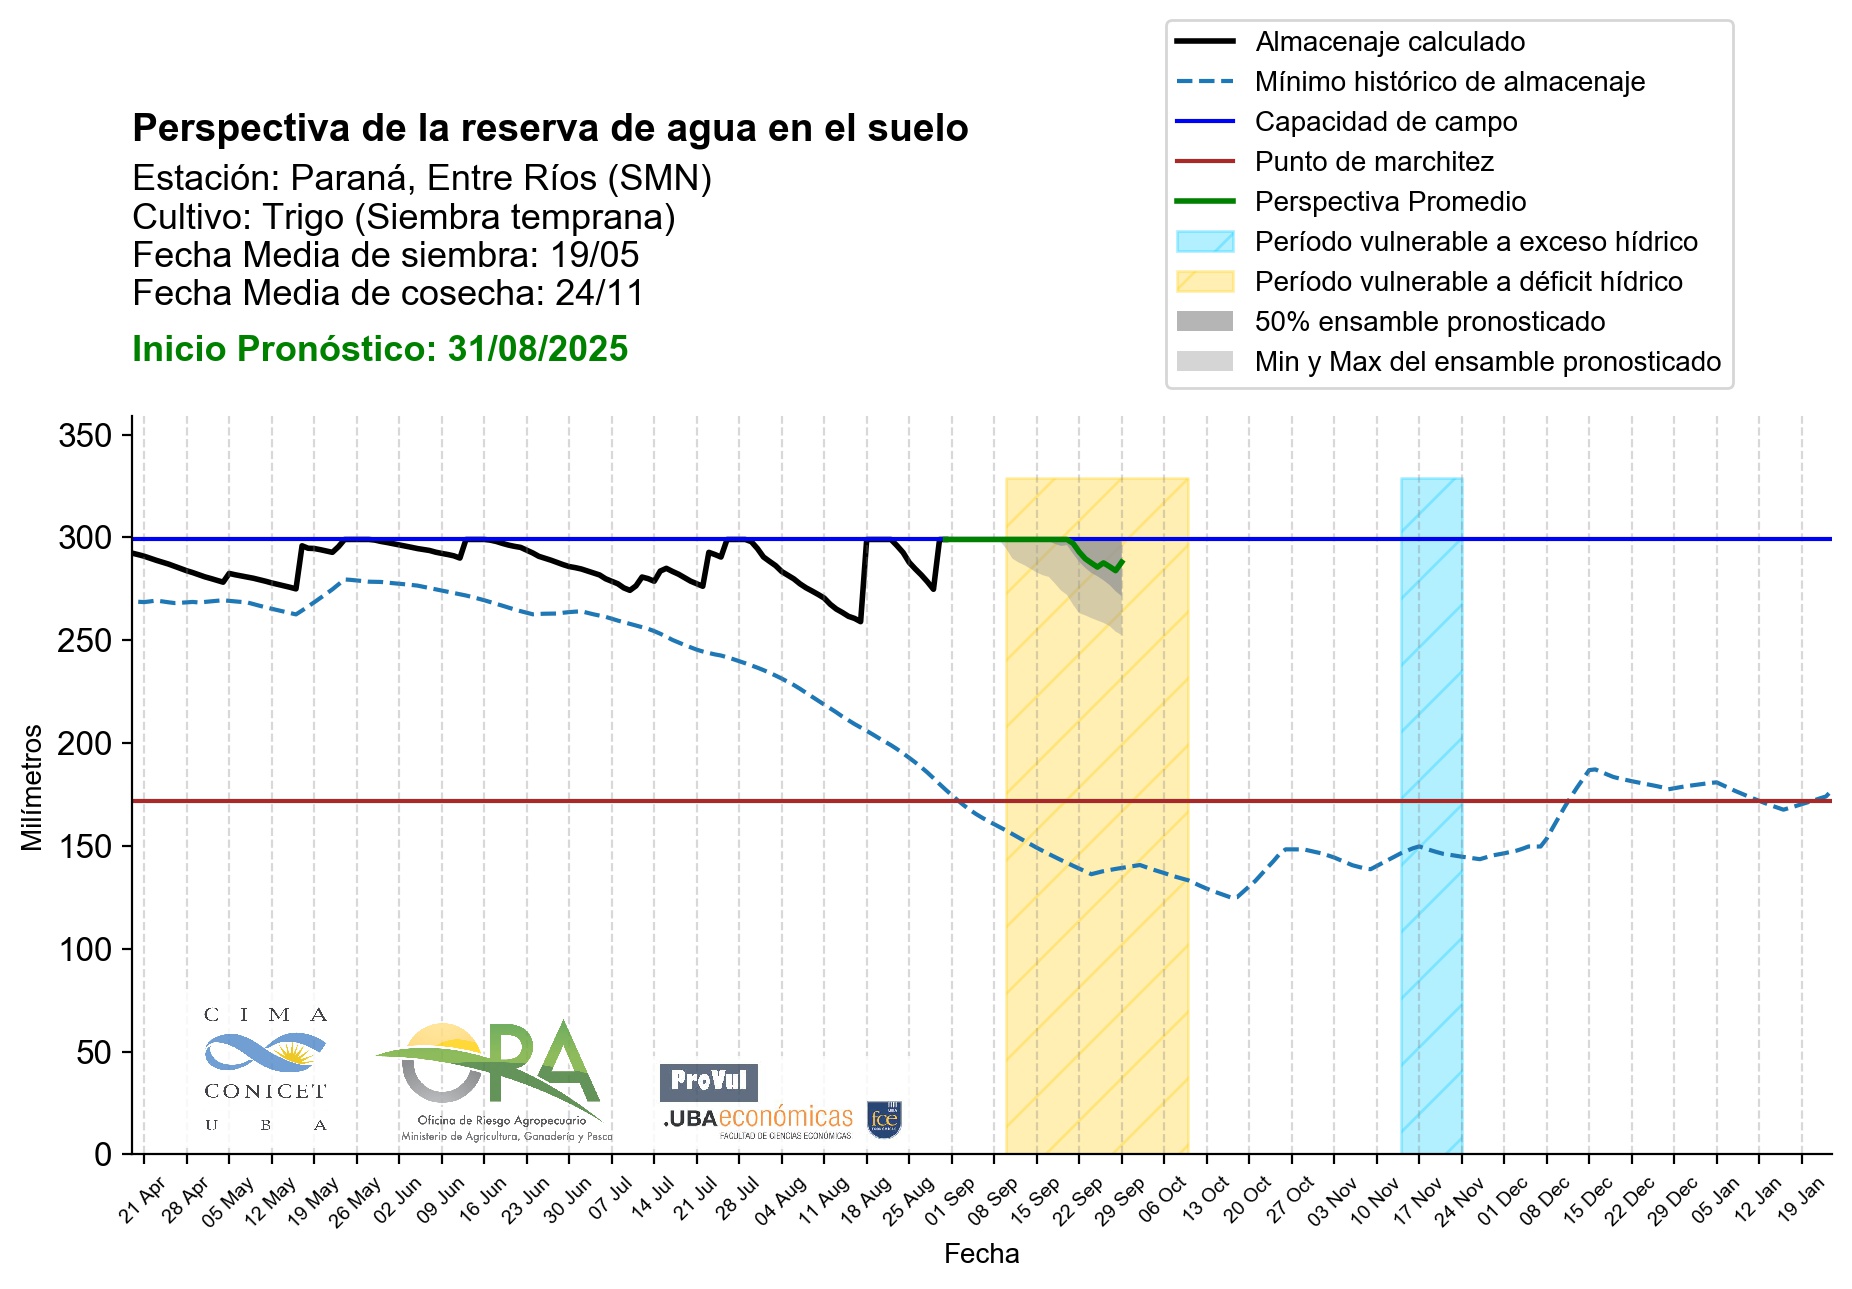 Almacenaje calculado
Mínimo histórico de almacenaje
Capacidad de campo
Punto de marchitez
Perspectiva Promedio
Período vulnerable a exceso hídrico
Período vulnerable a déficit hídrico
50% ensamble pronosticado
Min y Max del ensamble pronosticado
Perspectiva de la reserva de agua en el suelo
Estación: Paraná, Entre Ríos (SMN)
Cultivo: Trigo (Siembra temprana)
Fecha Media de siembra: 19/05
Fecha Media de cosecha: 24/11
Inicio Pronóstico: 31/08/2025
350
300
250
200
150
100
50
0
Milímetros
CIMA
CONICET
UBA
ORA
Oficina de Riesgo Agropecuario
Ministerio de Agricultura, Ganadería y Pesca
ProVul
.UBAeconómicas
FACULTAD DE CIENCIAS ECONÓMICAS
fce
21 Apr
28 Apr
05 May
12 May
19 May
26 May
02 Jun
09 Jun
16 Jun
23 Jun
30 Jun
07 Jul
14 Jul
21 Jul
28 Jul
04 Aug
11 Aug
18 Aug
25 Aug
01 Sep
08 Sep
15 Sep
22 Sep
29 Sep
06 Oct
13 Oct
20 Oct
27 Oct
03 Nov
10 Nov
17 Nov
24 Nov
01 Dec
08 Dec
15 Dec
22 Dec
29 Dec
05 Jan
12 Jan
19 Jan
Fecha